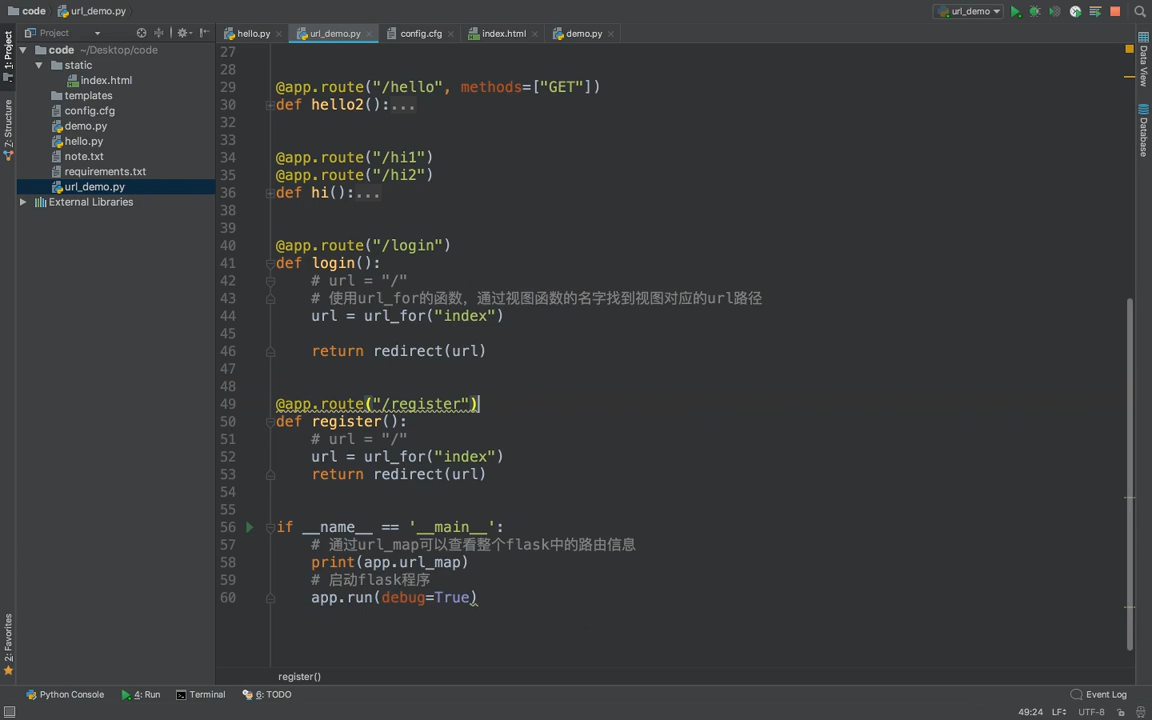 code
url_demo.py
url_demo
1: Project
Project
hello.py
url_demo.py
config.cfg
index.html
demo.py
code ~/Desktop/code
static
index.html
templates
config.cfg
demo.py
hello.py
note.txt
requirements.txt
url_demo.py
External Libraries
Z: Structure
2: Favorites
27
28
29 @app.route("/hello", methods=["GET"])
30 def hello2():...
32
33
34 @app.route("/hi1")
35 @app.route("/hi2")
36 def hi():...
38
39
40 @app.route("/login")
41 def login():
42 # url = "/"
43 # 使用url_for的函数，通过视图函数的名字找到视图对应的url路径
44 url = url_for("index")
45
46 return redirect(url)
47
48
49 @app.route("/register")
50 def register():
51 # url = "/"
52 url = url_for("index")
53 return redirect(url)
54
55
56 if __name__ == '__main__':
57 # 通过url_map可以查看整个flask中的路由信息
58 print(app.url_map)
59 # 启动flask程序
60 app.run(debug=True)
Data View
Database
register()
Python Console
4: Run
Terminal
6: TODO
Event Log
49:24 LF UTF-8